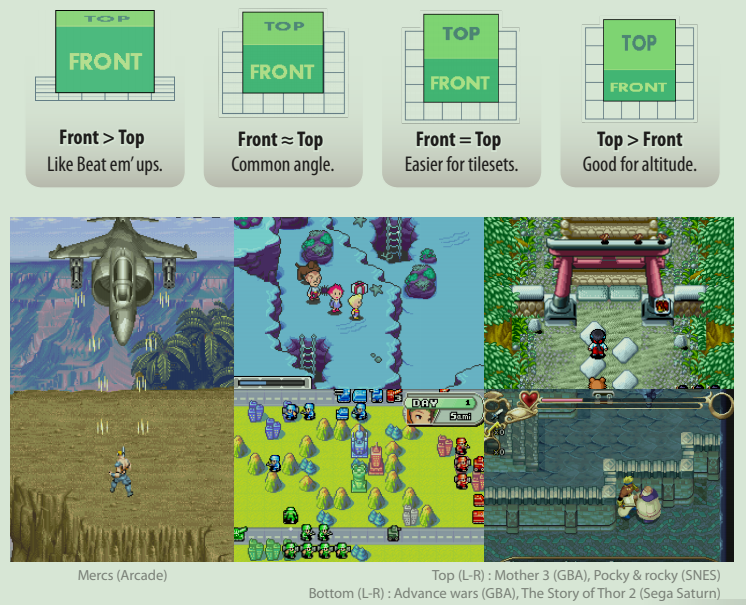 TOP
FRONT
Front > Top
Like Beat em' ups.
TOP
FRONT
Front ≈ Top
Common angle.
TOP
FRONT
Front = Top
Easier for tilesets.
TOP
FRONT
Top > Front
Good for altitude.
DAY 1
Sami
Mercs (Arcade)
Top (L-R) : Mother 3 (GBA), Pocky & rocky (SNES)
Bottom (L-R) : Advance wars (GBA), The Story of Thor 2 (Sega Saturn)